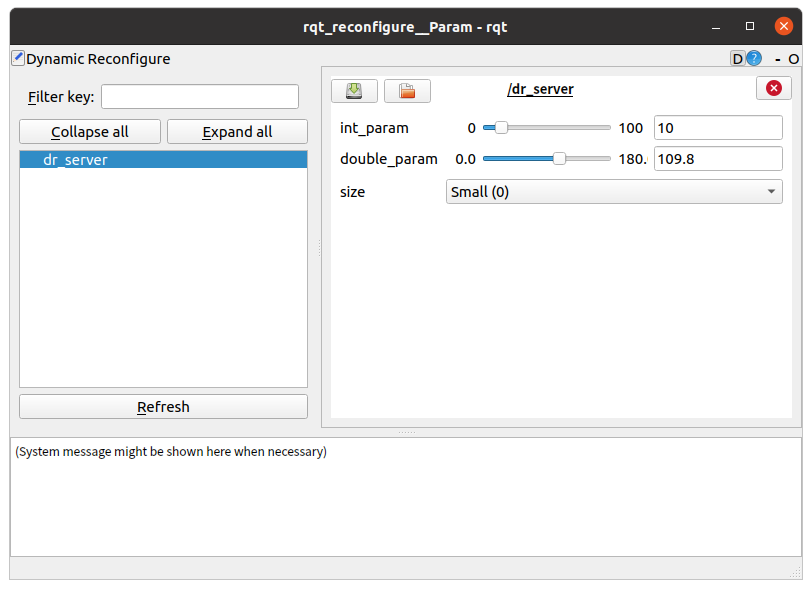 rqt_reconfigure__Param - rqt
Dynamic Reconfigure
D ? - O
Filter key:
Collapse all Expand all
dr_server
Refresh
/dr_server
int_param 0 100 10
double_param 0.0 180. 109.8
size Small (0)
(System message might be shown here when necessary)